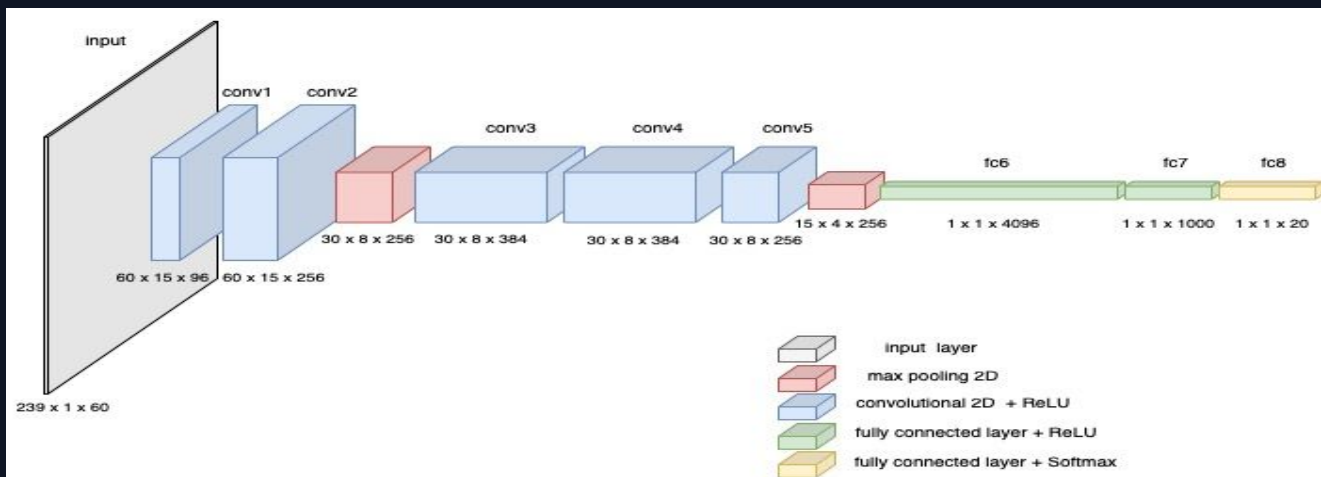 input
conv1
conv2
conv3
conv4
conv5
fc6
fc7
fc8
239 x 1 x 60
60 x 15 x 96
60 x 15 x 256
30 x 8 x 256
30 x 8 x 384
30 x 8 x 384
30 x 8 x 256
15 x 4 x 256
1 x 1 x 4096
1 x 1 x 1000
1 x 1 x 20
input layer
max pooling 2D
convolutional 2D + ReLU
fully connected layer + ReLU
fully connected layer + Softmax